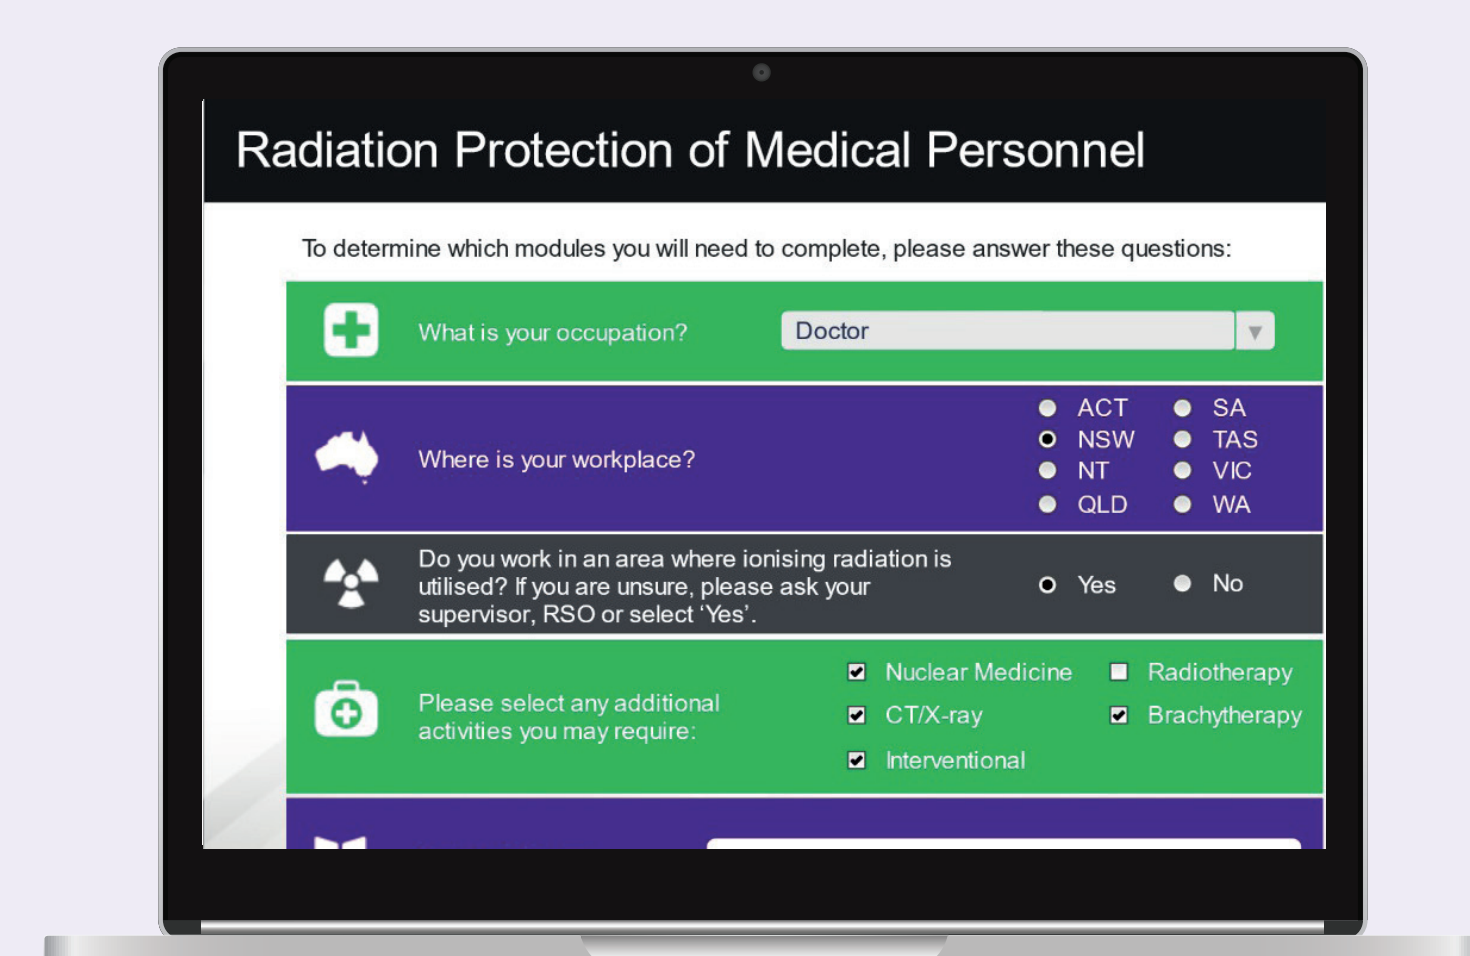 Radiation Protection of Medical Personnel
To determine which modules you will need to complete, please answer these questions:
What is your occupation?
Doctor
Where is your workplace?
ACT
SA
NSW
TAS
NT
VIC
QLD
WA
Do you work in an area where ionising radiation is
utilised? If you are unsure, please ask your
supervisor, RSO or select ‘Yes’.
Yes
No
Please select any additional
activities you may require:
Nuclear Medicine
Radiotherapy
CT/X-ray
Brachytherapy
Interventional